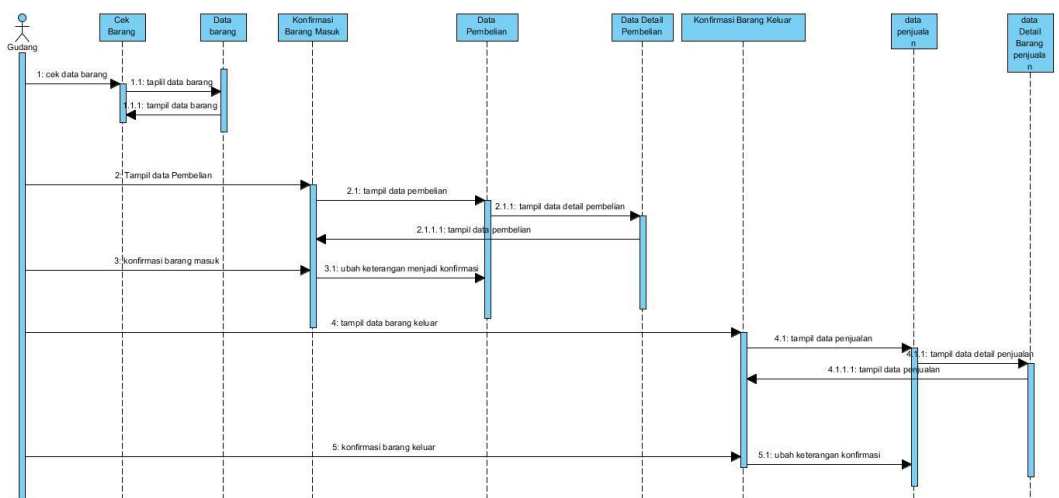 Gudang
Cek
Barang
Data
barang
Konfirmasi
Barang Masuk
Data
Pembelian
Data Detail
Pembelian
Konfirmasi Barang Keluar
data
penjuala
n
data
Detail
Barang
penjuala
n
1: cek data barang
1.1: taplil data barang
1.1.1: tampil data barang
2: Tampil data Pembelian
2.1: tampil data pembelian
2.1.1: tampil data detail pembelian
2.1.1.1: tampil data pembelian
3: konfirmasi barang masuk
3.1: ubah keterangan menjadi konfirmasi
4: tampil data barang keluar
4.1: tampil data penjualan
4.1.1: tampil data detail penjualan
4.1.1.1: tampil data penjualan
5: konfirmasi barang keluar
5.1: ubah keterangan konfirmasi